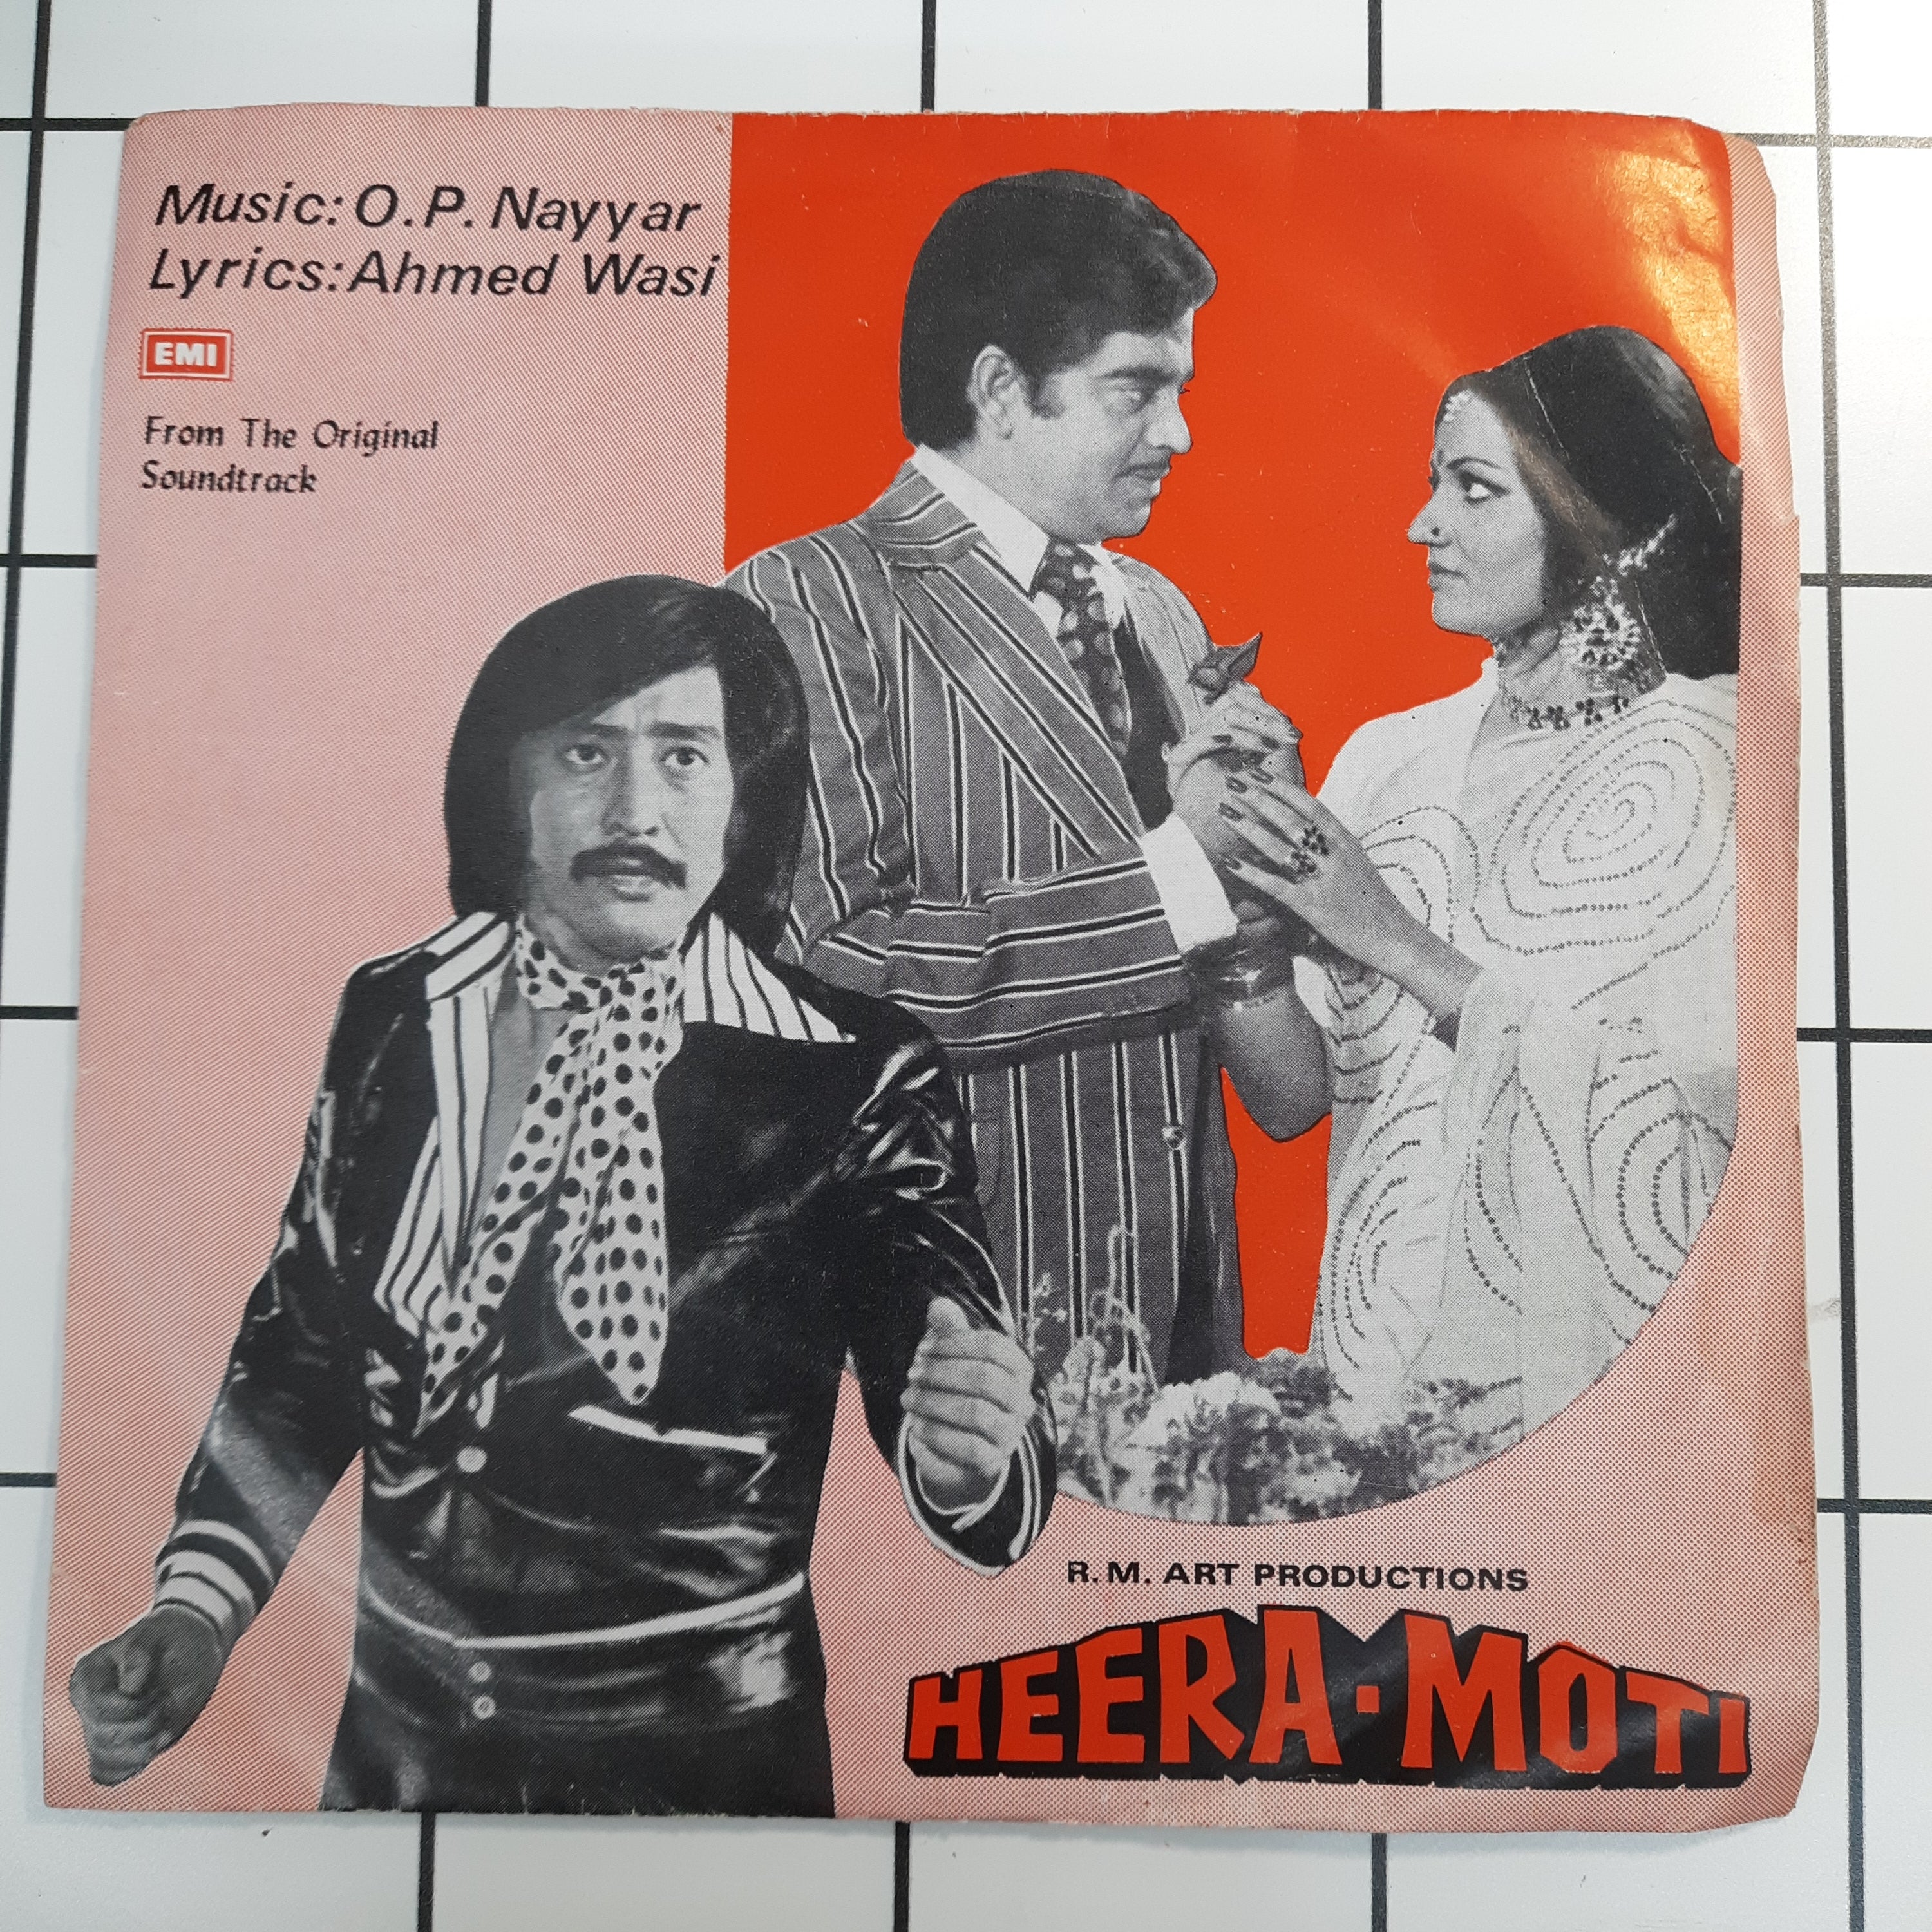 Music: O.P. Nayyar
Lyrics: Ahmed Wasi
EMI
From The Original
Soundtrack
R.M. ART PRODUCTIONS
HEERA-MOTI